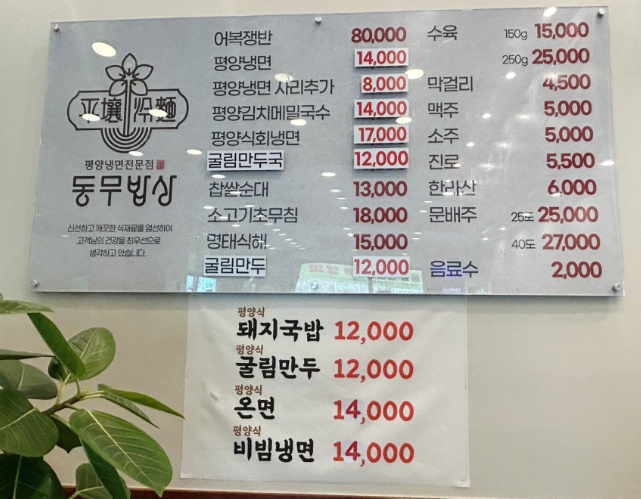 平壤冷麵
평양냉면전문점
동무밥상
신선하고 깨끗한 식재료를 엄선하여
고객님의 건강을 최우선으로
생각하고 있습니다.
어복쟁반 80,000
평양냉면 14,000
평양냉면 사리추가 8,000
평양김치메밀국수 14,000
평양식회냉면 17,000
굴림만두국 12,000
찹쌀순대 13,000
소고기초무침 18,000
명태식해 15,000
굴림만두 12,000
수육 150g 15,000
250g 25,000
막걸리 4,500
맥주 5,000
소주 5,000
진로 5,500
한라산 6,000
문배주 25도 25,000
40도 27,000
음료수 2,000
평양식
돼지국밥 12,000
평양식
굴림만두 12,000
평양식
온면 14,000
평양식
비빔냉면 14,000